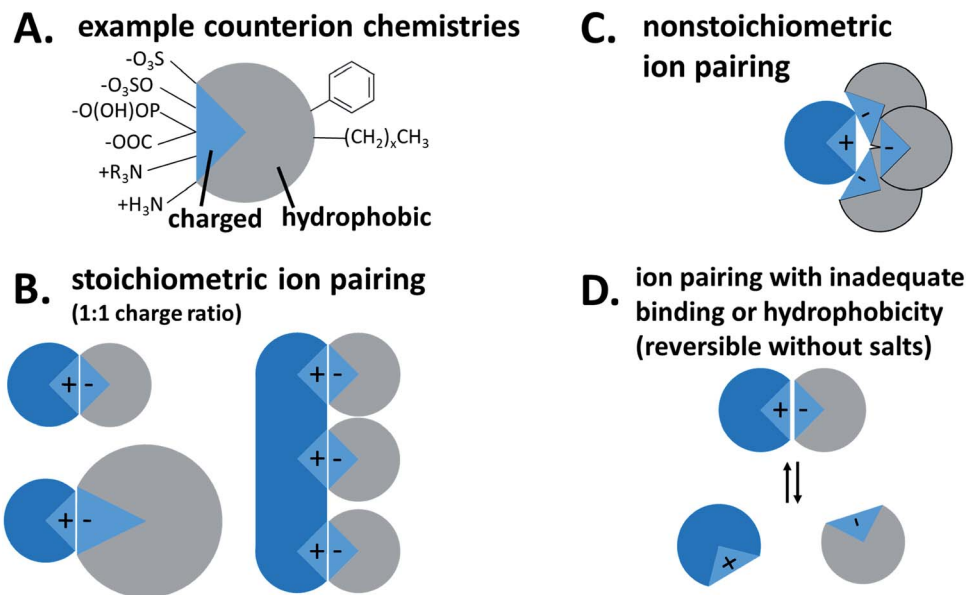 A. example counterion chemistries
-O₃S
-O₃SO
-O(OH)OP
-OOC
+R₃N
+H₃N
(CH₂)ₓCH₃
charged
hydrophobic
B. stoichiometric ion pairing
(1:1 charge ratio)
+ -
+ -
+ -
+ -
+ -
C. nonstoichiometric
ion pairing
-
+ -
-
D. ion pairing with inadequate
binding or hydrophobicity
(reversible without salts)
+ -
+ -